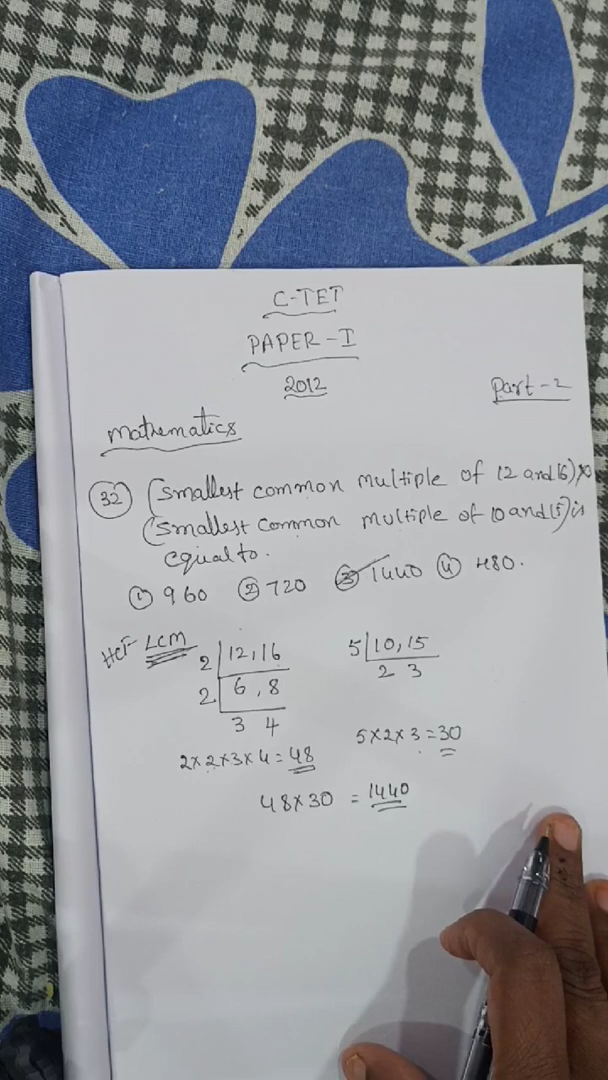 C-TET
PAPER-I
2012
Part-2
Mathematics
32 (Smallest common multiple of 12 and 16) x
(Smallest common multiple of 10 and 15) is
equal to.
1 960 2 720 3 1440 4 480.
HCF LCM
2 | 12, 16
2 | 6, 8
3 4
2x2x3x4 = 48
5 | 10, 15
2 3
5x2x3 = 30
48x30 = 1440